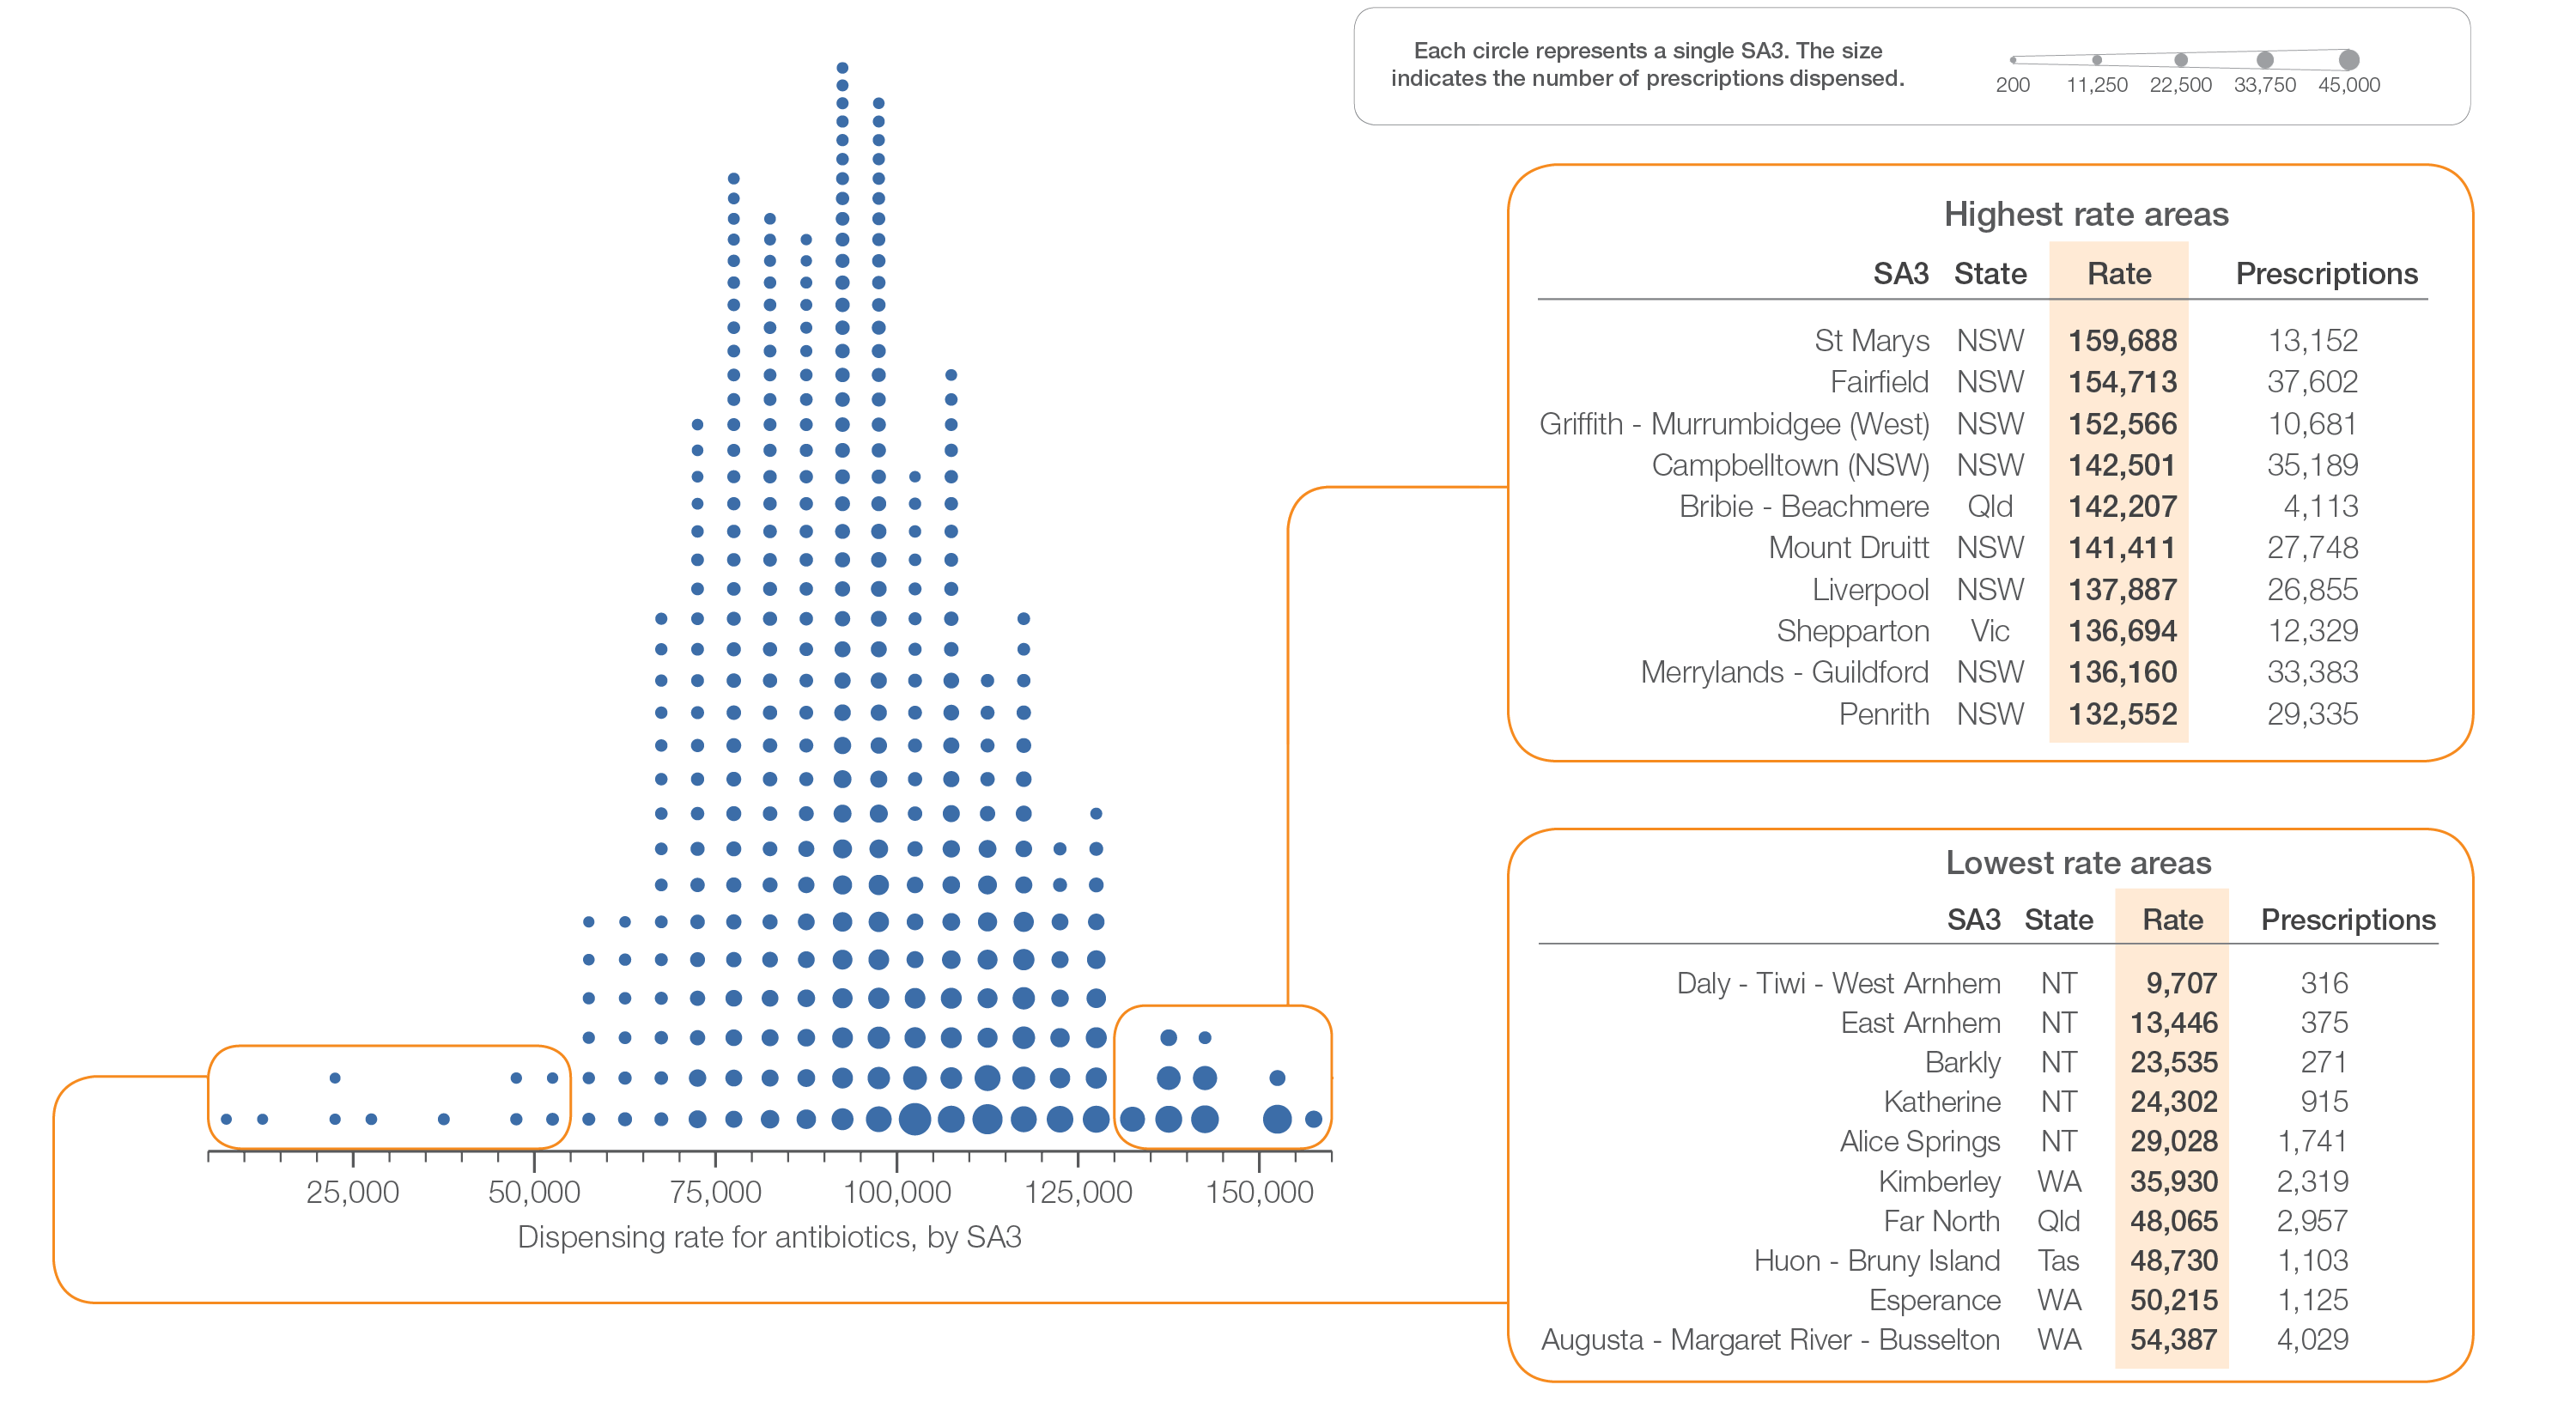 Each circle represents a single SA3. The size
indicates the number of prescriptions dispensed.
200 11,250 22,500 33,750 45,000
Highest rate areas
SA3 State Rate Prescriptions
St Marys NSW 159,688 13,152
Fairfield NSW 154,713 37,602
Griffith - Murrumbidgee (West) NSW 152,566 10,681
Campbelltown (NSW) NSW 142,501 35,189
Bribie - Beachmere Qld 142,207 4,113
Mount Druitt NSW 141,411 27,748
Liverpool NSW 137,887 26,855
Shepparton Vic 136,694 12,329
Merrylands - Guildford NSW 136,160 33,383
Penrith NSW 132,552 29,335
Lowest rate areas
SA3 State Rate Prescriptions
Daly - Tiwi - West Arnhem NT 9,707 316
East Arnhem NT 13,446 375
Barkly NT 23,535 271
Katherine NT 24,302 915
Alice Springs NT 29,028 1,741
Kimberley WA 35,930 2,319
Far North Qld 48,065 2,957
Huon - Bruny Island Tas 48,730 1,103
Esperance WA 50,215 1,125
Augusta - Margaret River - Busselton WA 54,387 4,029
25,000 50,000 75,000 100,000 125,000 150,000
Dispensing rate for antibiotics, by SA3